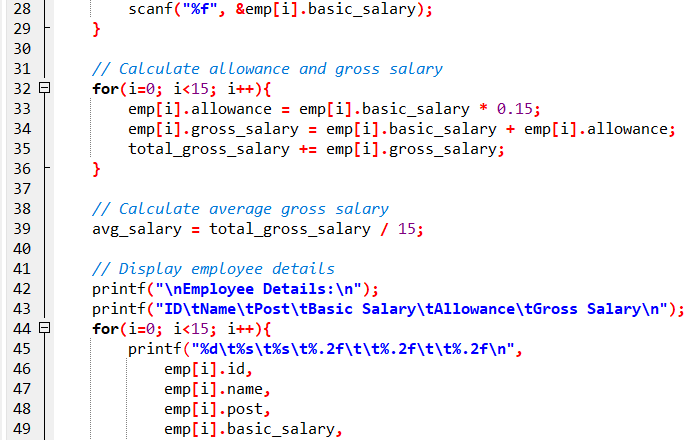 28 scanf("%f", &emp[i].basic_salary);
29 }
30
31 // Calculate allowance and gross salary
32 for(i=0; i<15; i++){
33 emp[i].allowance = emp[i].basic_salary * 0.15;
34 emp[i].gross_salary = emp[i].basic_salary + emp[i].allowance;
35 total_gross_salary += emp[i].gross_salary;
36 }
37
38 // Calculate average gross salary
39 avg_salary = total_gross_salary / 15;
40
41 // Display employee details
42 printf("\nEmployee Details:\n");
43 printf("ID\tName\tPost\tBasic Salary\tAllowance\tGross Salary\n");
44 for(i=0; i<15; i++){
45 printf("%d\t%s\t%s\t%.2f\t\t%.2f\t\t%.2f\n",
46 emp[i].id,
47 emp[i].name,
48 emp[i].post,
49 emp[i].basic_salary,